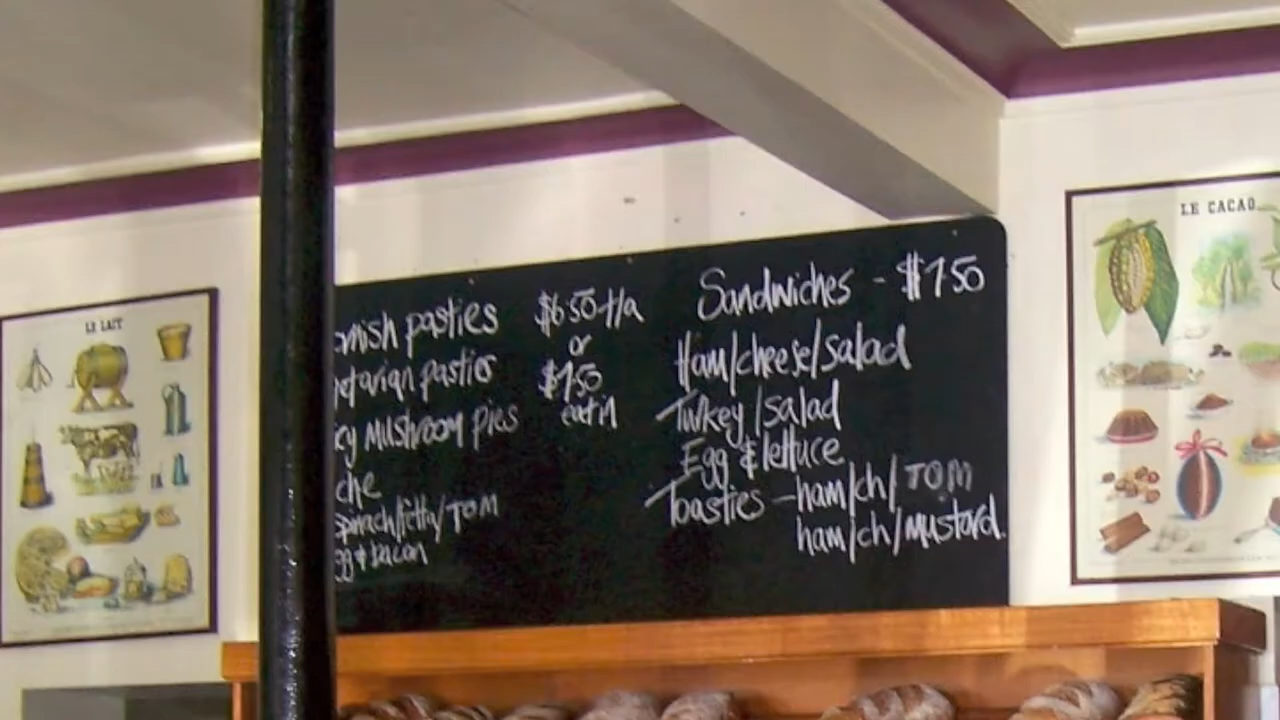 LE CACAO
LE LAIT
Sandwiches - $7.50
Ham/cheese/salad
Turkey/salad
Egg & lettuce
Toasties - ham/ch/TOM
ham/ch/Mustard.
rnish pasties $6.50 t/a
or
getarian pasties $7.50
eat in
cky Mushroom pies
che
Spinach/fetta/TOM
gg & bacon